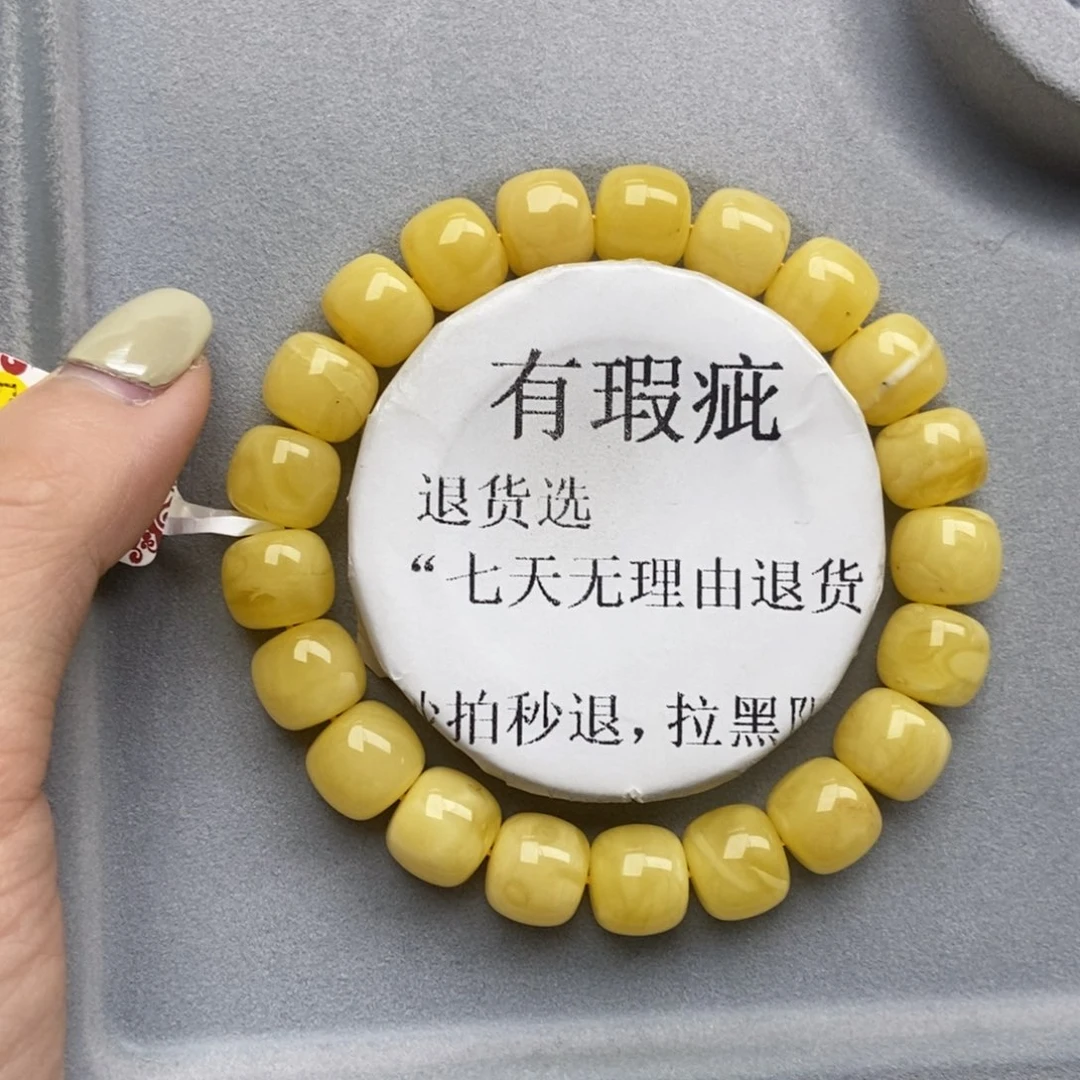 有瑕疵
退货选
“七天无理由退货
拍秒退，拉黑